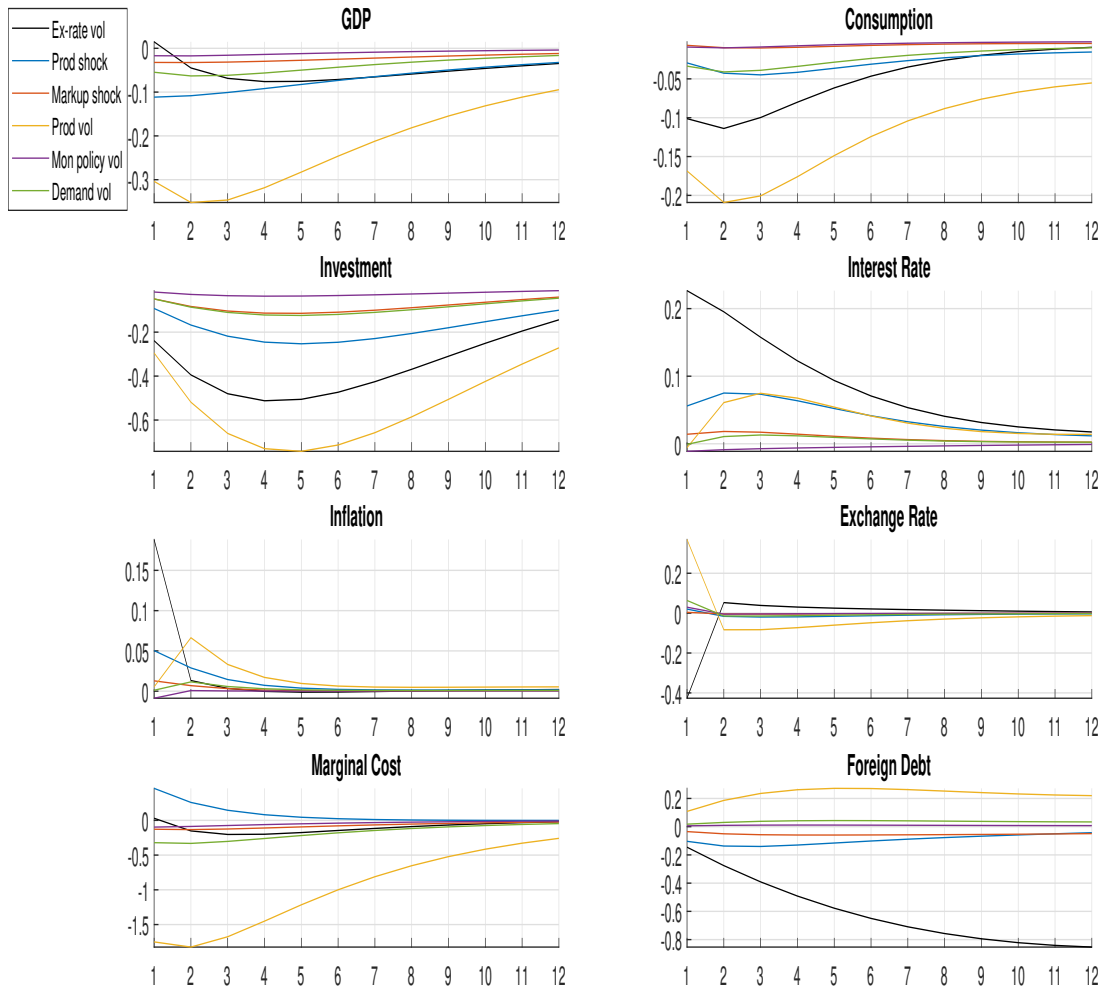 GDP
Consumption
Ex-rate vol
Prod shock
Markup shock
Prod vol
Mon policy vol
Demand vol
0
-0.1
-0.2
-0.3
1 2 3 4 5 6 7 8 9 10 11 12
-0.05
-0.1
-0.15
-0.2
1 2 3 4 5 6 7 8 9 10 11 12
Investment
Interest Rate
-0.2
-0.4
-0.6
1 2 3 4 5 6 7 8 9 10 11 12
0.2
0.1
0
1 2 3 4 5 6 7 8 9 10 11 12
Inflation
Exchange Rate
0.15
0.1
0.05
0
1 2 3 4 5 6 7 8 9 10 11 12
0.2
0
-0.2
-0.4
1 2 3 4 5 6 7 8 9 10 11 12
Marginal Cost
Foreign Debt
0
-0.5
-1
-1.5
1 2 3 4 5 6 7 8 9 10 11 12
0.2
0
-0.2
-0.4
-0.6
-0.8
1 2 3 4 5 6 7 8 9 10 11 12